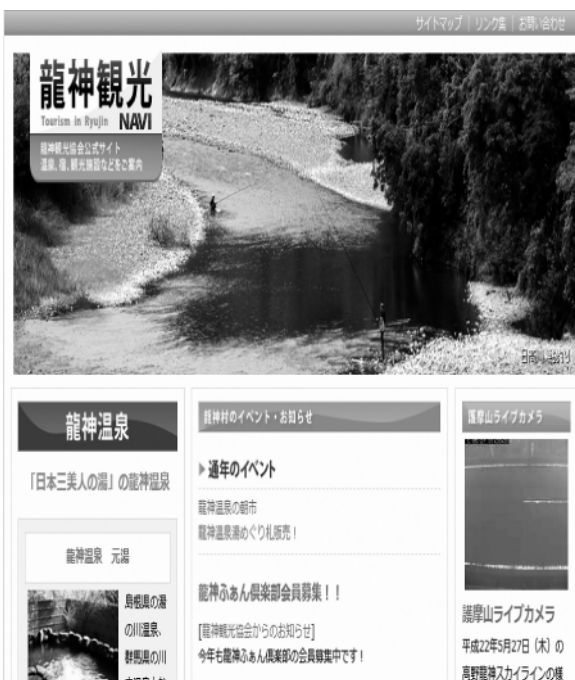 サイトマップ | リンク集 | お問い合わせ
龍神観光
Tourism in Ryujin NAVI
龍神観光協会公式サイト
温泉、宿、観光施設などをご案内
龍神温泉
「日本三美人の湯」の龍神温泉
龍神温泉 元湯
島根県の湯
の川温泉、
群馬県の川
龍神村のイベント・お知らせ
通年のイベント
龍神温泉の朝市
龍神温泉湯めぐり札販売！
龍神ふぁん倶楽部会員募集！！
[龍神観光協会からのお知らせ]
今年も龍神ふぁん倶楽部の会員募集中です！
護摩山ライブカメラ
護摩山ライブカメラ
平成22年5月27日（木）の
高野龍神スカイラインの様